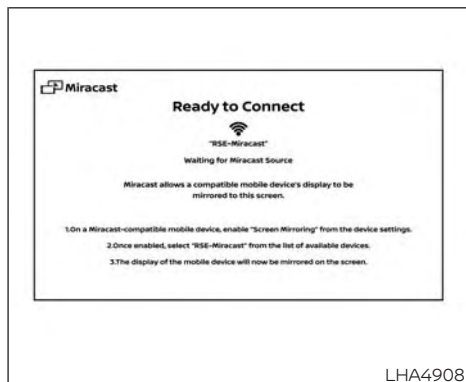 Miracast
Ready to Connect
"RSE-Miracast"
Waiting for Miracast Source
Miracast allows a compatible mobile device's display to be
mirrored to this screen.
1.On a Miracast-compatible mobile device, enable "Screen Mirroring" from the device settings.
2.Once enabled, select "RSE-Miracast" from the list of available devices.
3.The display of the mobile device will now be mirrored on the screen.
LHA4908